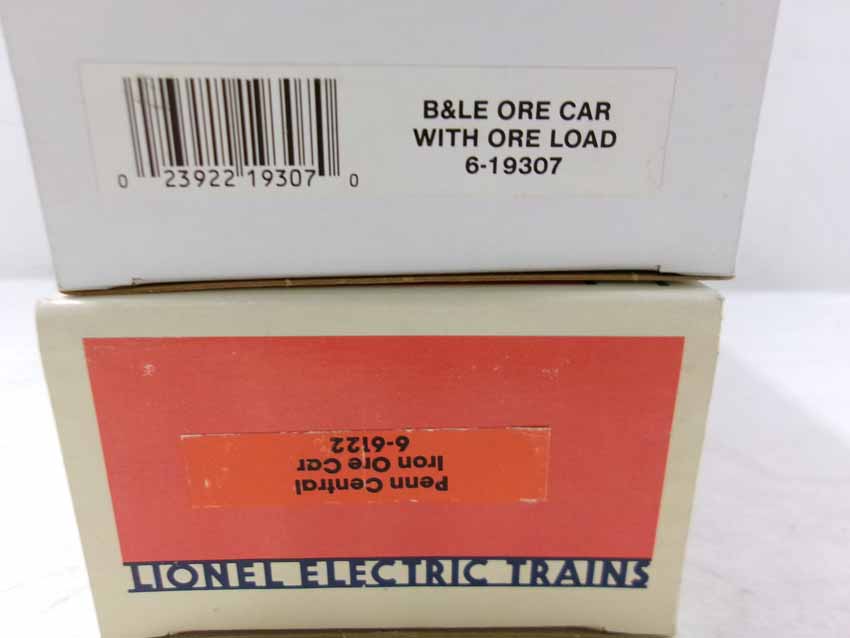 B&LE ORE CAR
WITH ORE LOAD
6-19307
0 23922 19307 0
Penn Central
Iron Ore Car
6-6122
LIONEL ELECTRIC TRAINS